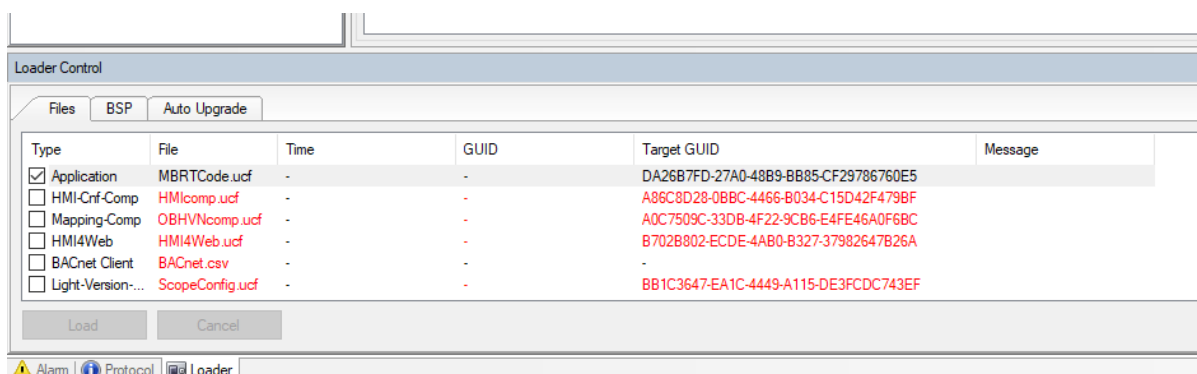 Loader Control
Files BSP Auto Upgrade
Type File Time GUID Target GUID Message
Application MBRTCode.ucf - - DA26B7FD-27A0-48B9-BB85-CF29786760E5
HMI-Cnf-Comp HMIcomp.ucf - - A86C8D28-0BBC-4466-B034-C15D42F479BF
Mapping-Comp OBHVNcomp.ucf - - A0C7509C-33DB-4F22-9CB6-E4FE46A0F6BC
HMI4Web HMI4Web.ucf - - B702B802-ECDE-4AB0-B327-37982647B26A
BACnet Client BACnet.csv - - -
Light-Version-... ScopeConfig.ucf - - BB1C3647-EA1C-4449-A115-DE3FCDC743EF
Load Cancel
Alarm Protocol Loader